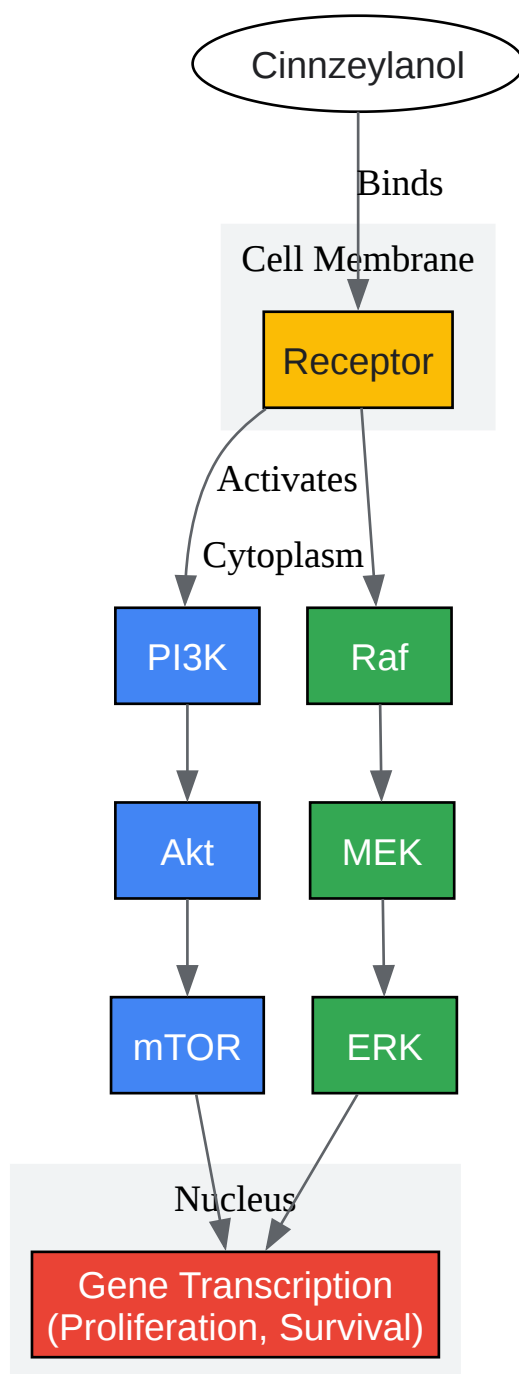 Cinnzeylanol
Binds
Cell Membrane
Receptor
Activates
Cytoplasm
PI3K
Raf
Akt
MEK
mTOR
ERK
Nucleus
Gene Transcription
(Proliferation, Survival)